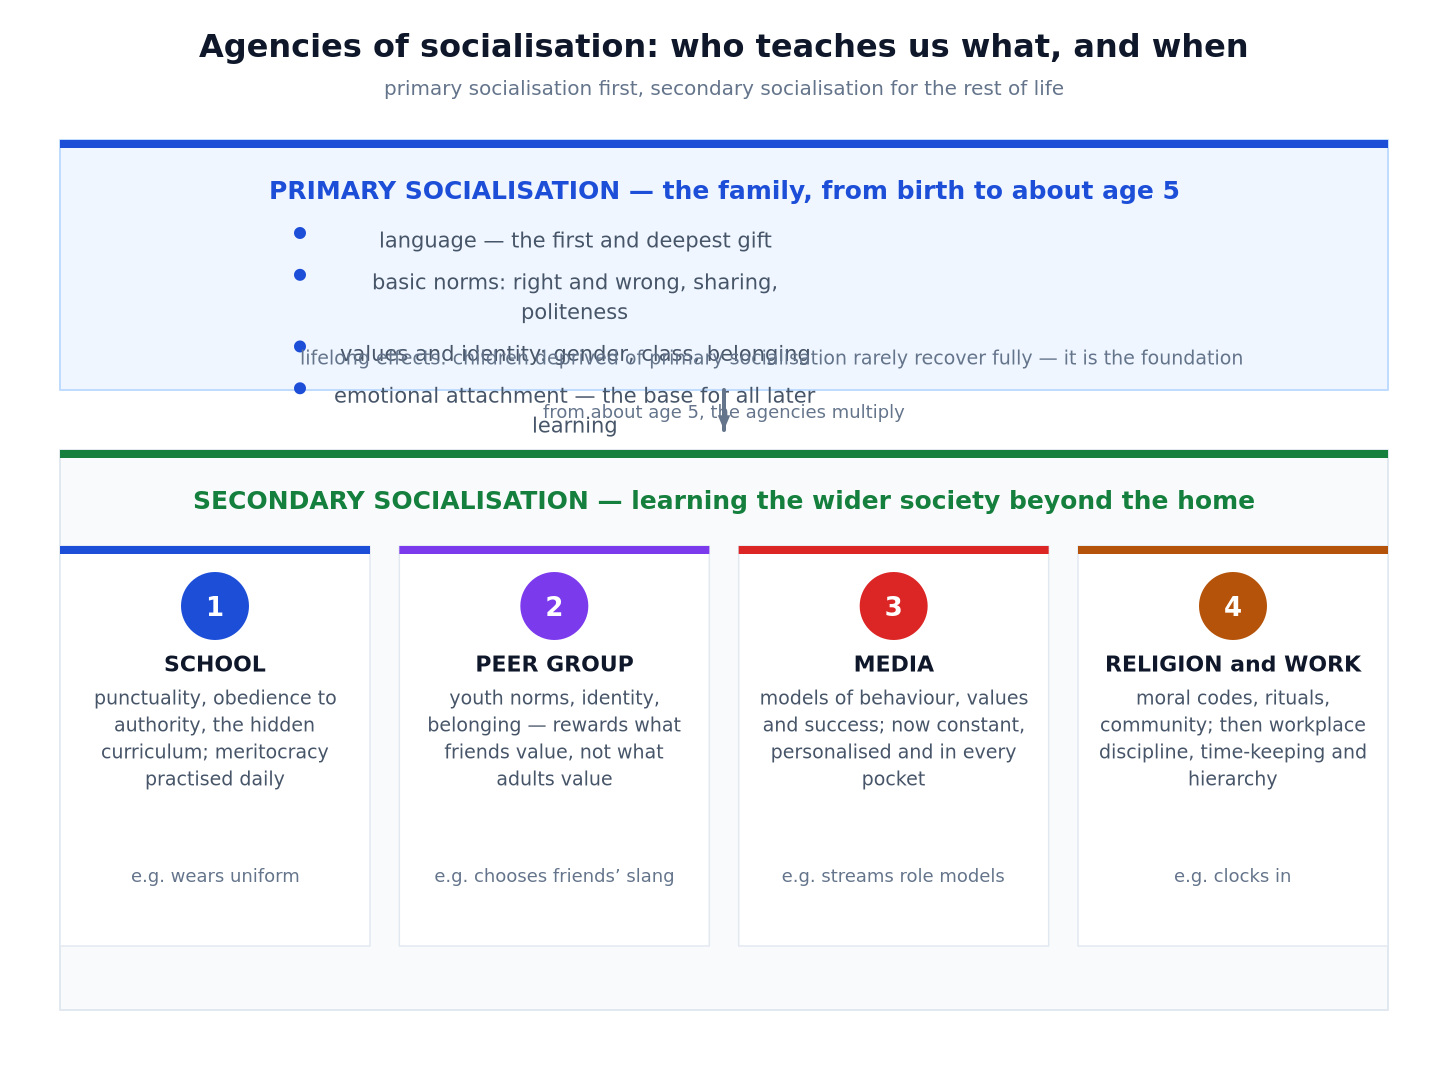 Agencies of socialisation: who teaches us what, and when
primary socialisation first, secondary socialisation for the rest of life
PRIMARY SOCIALISATION — the family, from birth to about age 5
language — the first and deepest gift
basic norms: right and wrong, sharing,
politeness
values and identity: gender, class, belonging
lifelong effects: children deprived of primary socialisation rarely recover fully — it is the foundation
emotional attachment — the base for all later
learning
from about age 5, the agencies multiply
SECONDARY SOCIALISATION — learning the wider society beyond the home
1
SCHOOL
punctuality, obedience to
authority, the hidden
curriculum; meritocracy
practised daily
e.g. wears uniform
2
PEER GROUP
youth norms, identity,
belonging — rewards what
friends value, not what
adults value
e.g. chooses friends’ slang
3
MEDIA
models of behaviour, values
and success; now constant,
personalised and in every
pocket
e.g. streams role models
4
RELIGION and WORK
moral codes, rituals,
community; then workplace
discipline, time-keeping and
hierarchy
e.g. clocks in